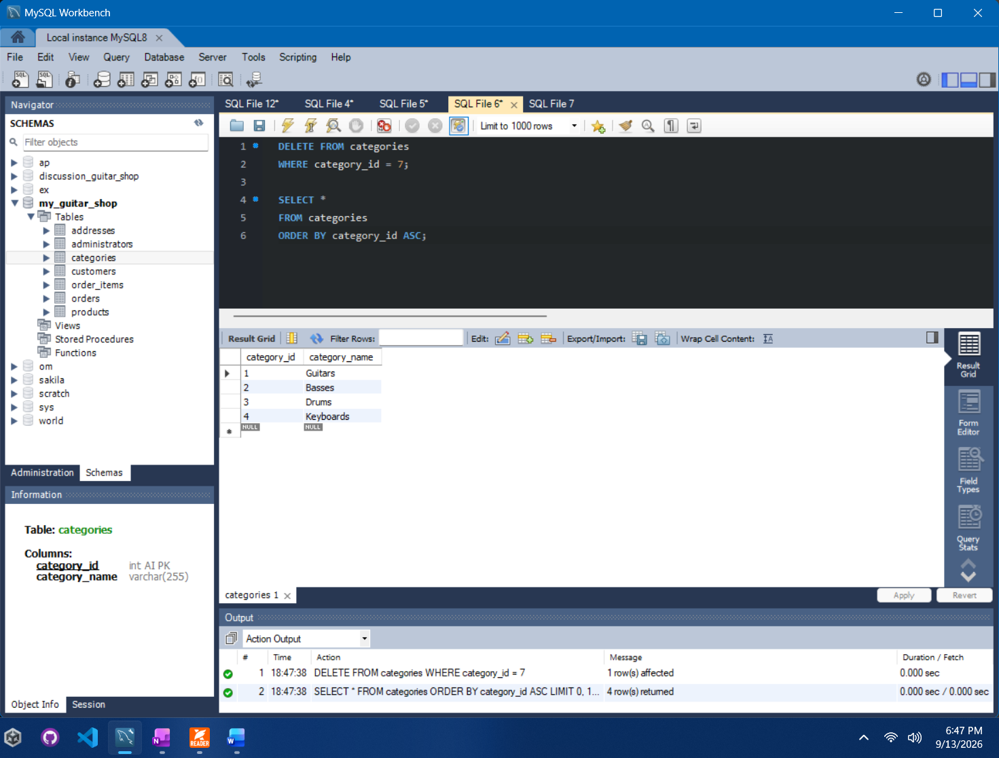 MySQL Workbench
Local instance MySQL8
File Edit View Query Database Server Tools Scripting Help
Navigator
SCHEMAS
Filter objects
ap
discussion_guitar_shop
ex
my_guitar_shop
Tables
addresses
administrators
categories
customers
order_items
orders
products
Views
Stored Procedures
Functions
om
sakila
scratch
sys
world
Administration Schemas
Information
Table: categories
Columns:
category_id int AI PK
category_name varchar(255)
Object Info Session
SQL File 12* SQL File 4* SQL File 5* SQL File 6* SQL File 7
Limit to 1000 rows
1 DELETE FROM categories
2 WHERE category_id = 7;
3
4 SELECT *
5 FROM categories
6 ORDER BY category_id ASC;
Result Grid Filter Rows: Edit: Export/Import: Wrap Cell Content:
category_id category_name
1 Guitars
2 Basses
3 Drums
4 Keyboards
NULL NULL
Result
Grid
Form
Editor
Field
Types
Query
Stats
categories 1
Apply Revert
Output
Action Output
# Time Action Message Duration / Fetch
1 18:47:38 DELETE FROM categories WHERE category_id = 7 1 row(s) affected 0.000 sec
2 18:47:38 SELECT * FROM categories ORDER BY category_id ASC LIMIT 0, 1... 4 row(s) returned 0.000 sec / 0.000 sec
N
READER
W
6:47 PM
9/13/2026